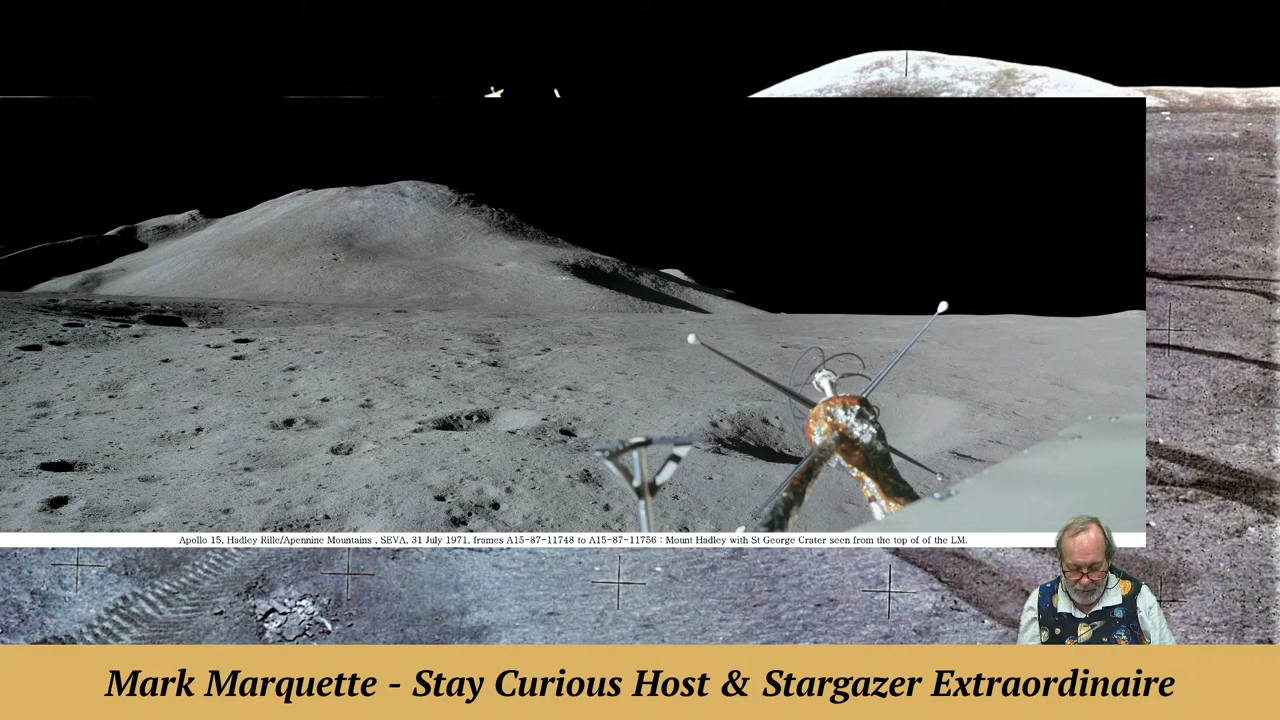 Apollo 15, Hadley Rille/Apennine Mountains , SEVA, 31 July 1971, frames A15-87-11748 to A15-87-11756 : Mount Hadley with St George Crater seen from the top of of the LM.
Mark Marquette - Stay Curious Host & Stargazer Extraordinaire